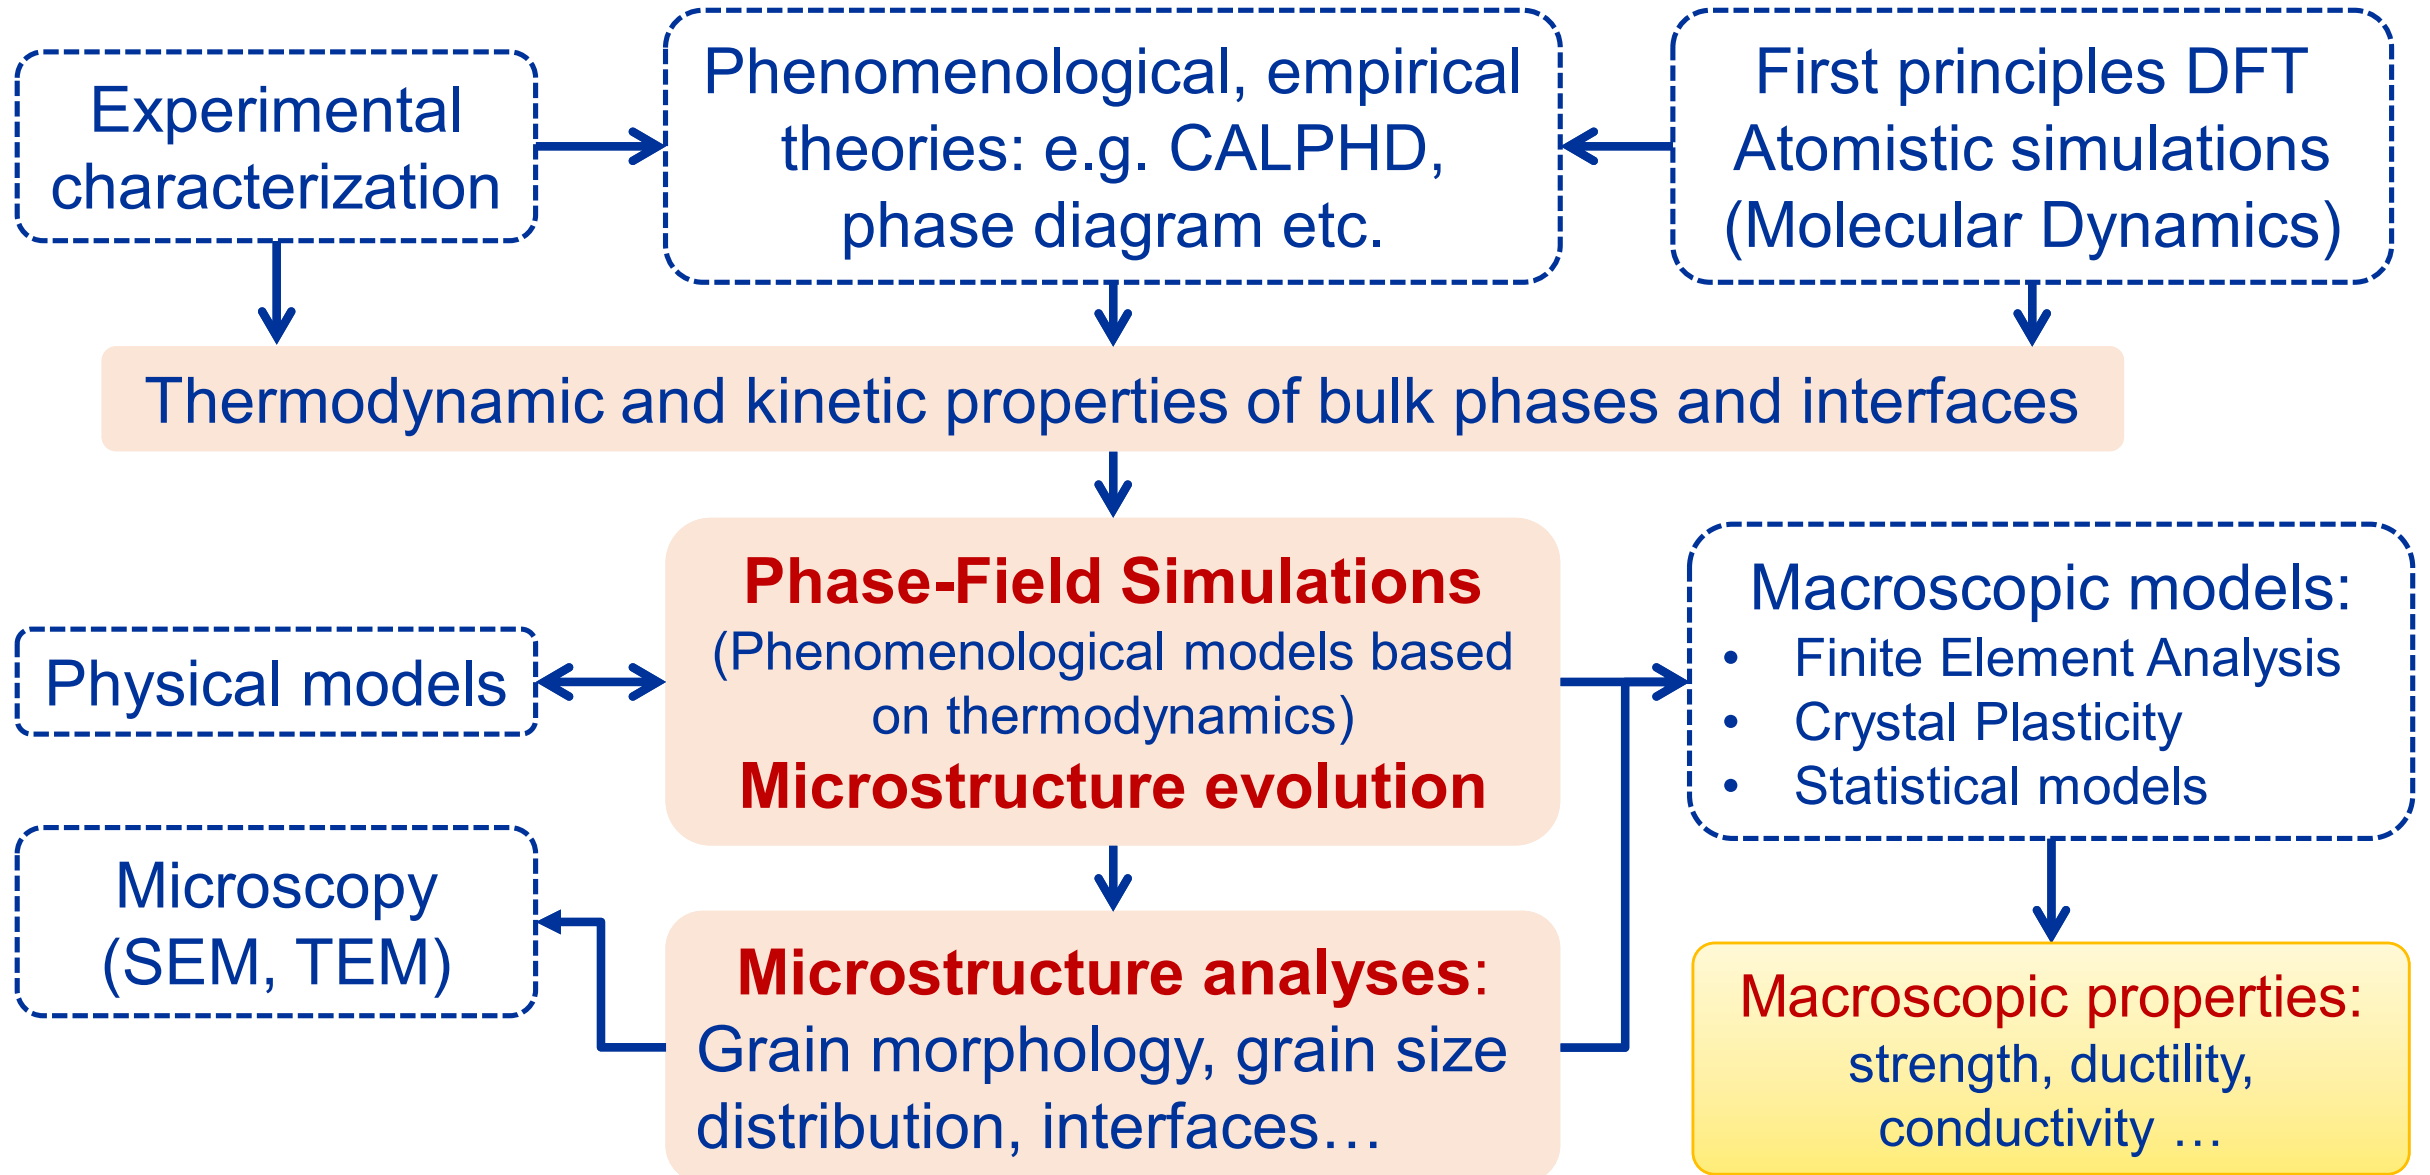 Experimental
characterization
Phenomenological, empirical
theories: e.g. CALPHD,
phase diagram etc.
First principles DFT
Atomistic simulations
(Molecular Dynamics)
Thermodynamic and kinetic properties of bulk phases and interfaces
Phase-Field Simulations
(Phenomenological models based
on thermodynamics)
Microstructure evolution
Physical models
Macroscopic models:
• Finite Element Analysis
• Crystal Plasticity
• Statistical models
Microscopy
(SEM, TEM)
Microstructure analyses:
Grain morphology, grain size
distribution, interfaces…
Macroscopic properties:
strength, ductility,
conductivity …